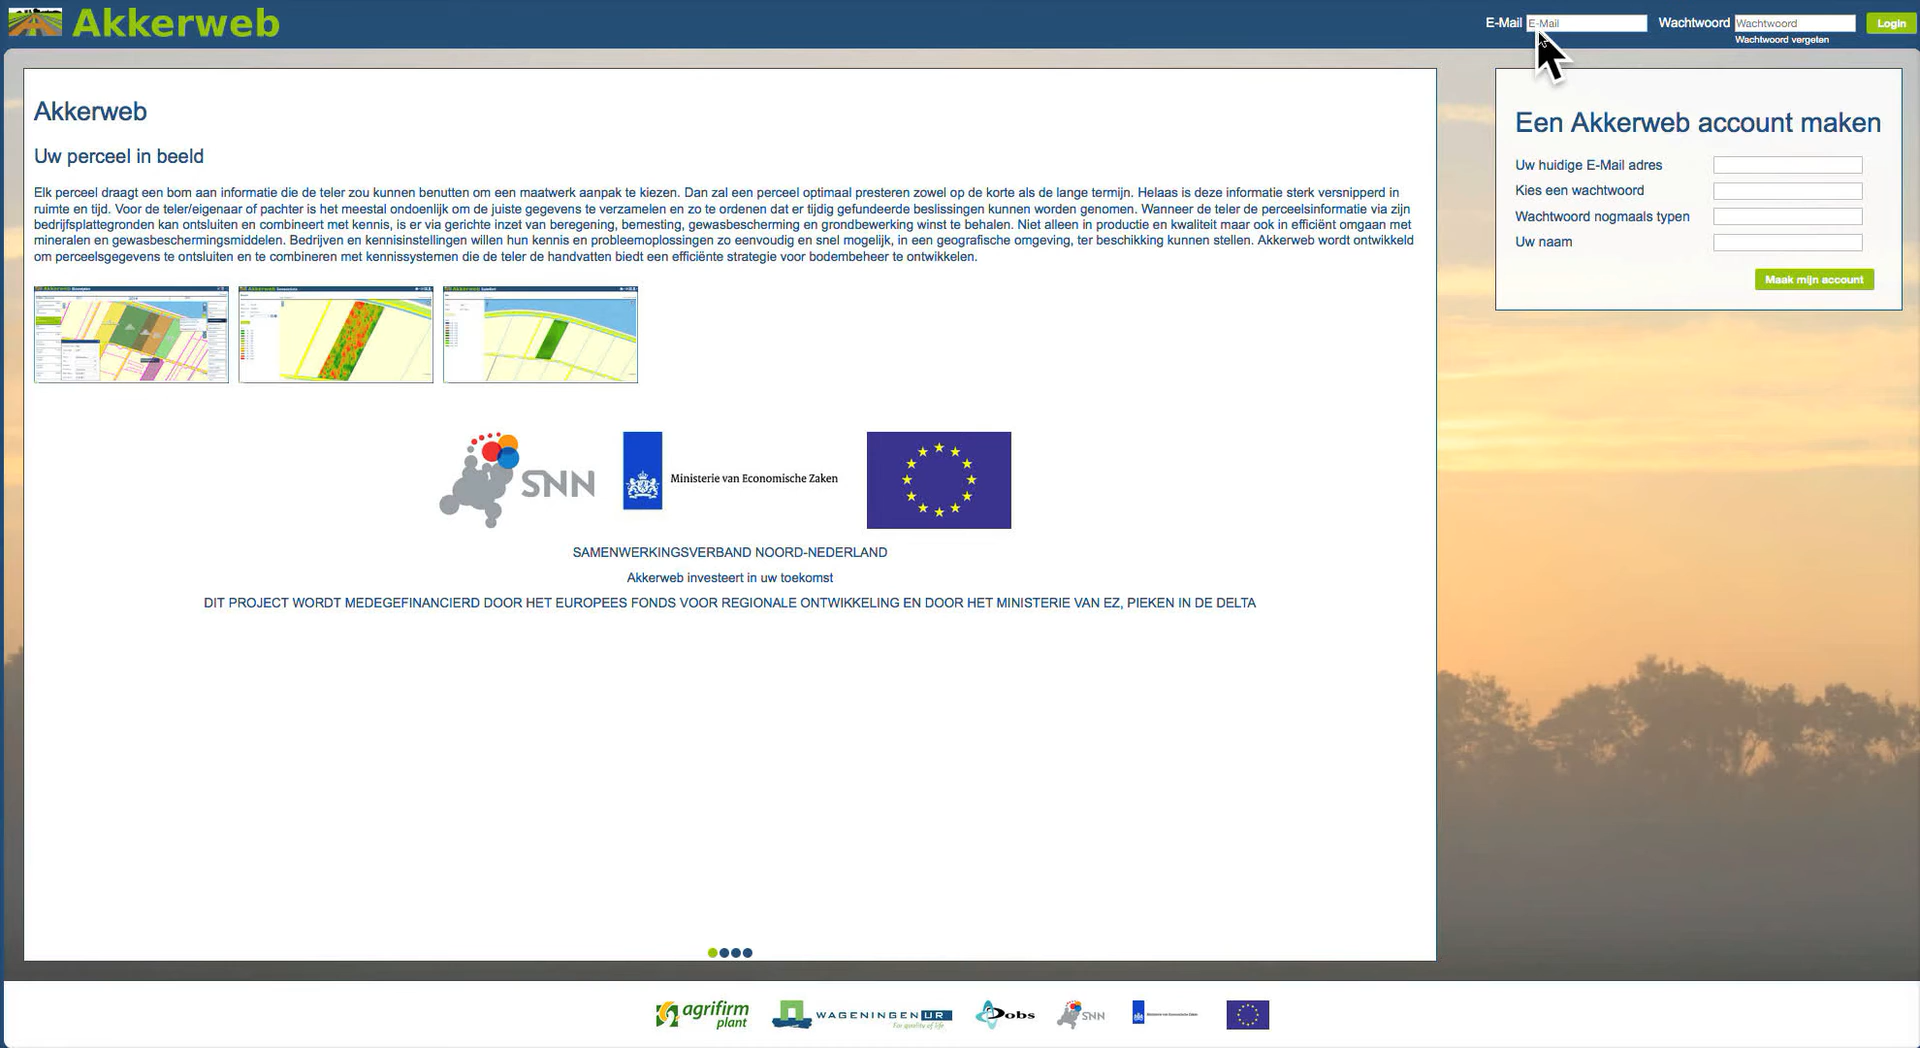 Akkerweb
E-Mail E-Mail Wachtwoord Wachtwoord Login
Wachtwoord vergeten
Akkerweb
Uw perceel in beeld
Elk perceel draagt een bom aan informatie die de teler zou kunnen benutten om een maatwerk aanpak te kiezen. Dan zal een perceel optimaal presteren zowel op de korte als de lange termijn. Helaas is deze informatie sterk versnipperd in
ruimte en tijd. Voor de teler/eigenaar of pachter is het meestal ondoenlijk om de juiste gegevens te verzamelen en zo te ordenen dat er tijdig gefundeerde beslissingen kunnen worden genomen. Wanneer de teler de perceelsinformatie via zijn
bedrijfsplattegronden kan ontsluiten en combineert met kennis, is er via gerichte inzet van beregening, bemesting, gewasbescherming en grondbewerking winst te behalen. Niet alleen in productie en kwaliteit maar ook in efficiënt omgaan met
mineralen en gewasbeschermingsmiddelen. Bedrijven en kennisinstellingen willen hun kennis en probleemoplossingen zo eenvoudig en snel mogelijk, in een geografische omgeving, ter beschikking kunnen stellen. Akkerweb wordt ontwikkeld
om perceelsgegevens te ontsluiten en te combineren met kennissystemen die de teler de handvatten biedt een efficiënte strategie voor bodembeheer te ontwikkelen.
Akkerweb
Akkerweb
Akkerweb
SNN
Ministerie van Economische Zaken
SAMENWERKINGSVERBAND NOORD-NEDERLAND
Akkerweb investeert in uw toekomst
DIT PROJECT WORDT MEDEGEFINANCIERD DOOR HET EUROPEES FONDS VOOR REGIONALE ONTWIKKELING EN DOOR HET MINISTERIE VAN EZ, PIEKEN IN DE DELTA
Een Akkerweb account maken
Uw huidige E-Mail adres
Kies een wachtwoord
Wachtwoord nogmaals typen
Uw naam
Maak mijn account
agrifirm
plant
WAGENINGEN UR
For quality of life
Dobs
SNN
Ministerie van Economische Zaken